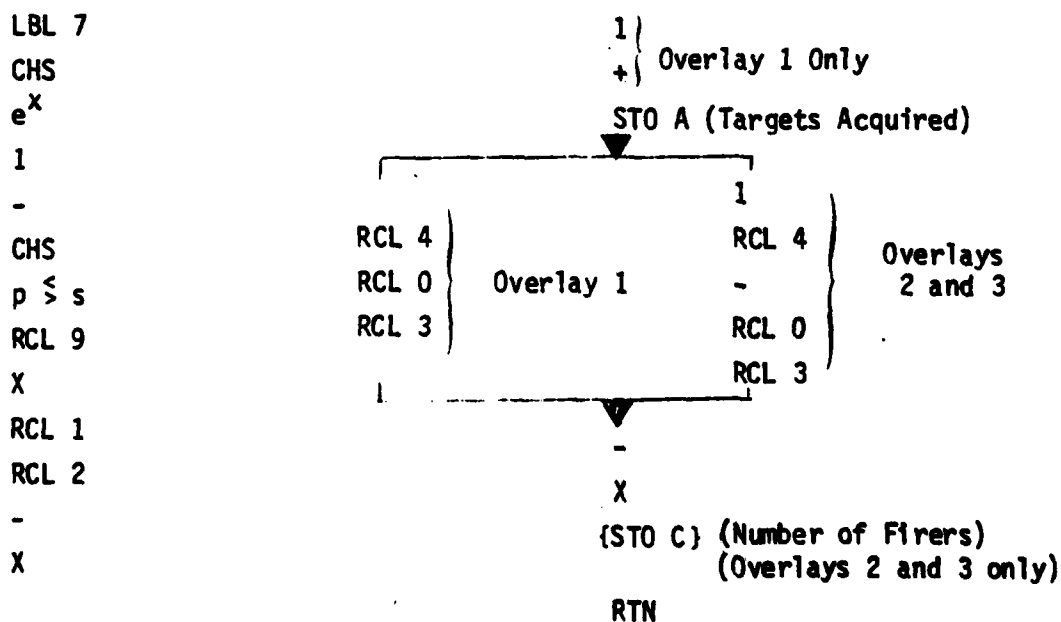 LBL 7
CHS
e^x
1
-
CHS
p ≶ s
RCL 9
X
RCL 1
RCL 2
-
X
1
+
Overlay 1 Only
STO A (Targets Acquired)
RCL 4
RCL 0
RCL 3
Overlay 1
1
RCL 4
-
RCL 0
RCL 3
Overlays
2 and 3
-
X
{STO C} (Number of Firers)
(Overlays 2 and 3 only)
RTN